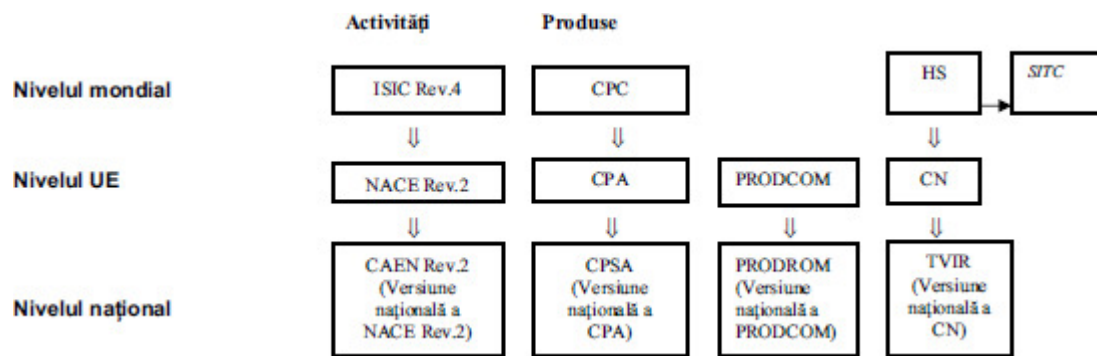 Activități Produse
Nivelul mondial ISIC Rev.4 CPC HS SITC
Nivelul UE NACE Rev.2 CPA PRODCOM CN
CAEN Rev.2 CPSA PRODROM TVIR
(Versiune (Versiune (Versiune (Versiune
Nivelul național națională a națională a națională a națională a
NACE Rev.2) CPA) PRODCOM) CN)